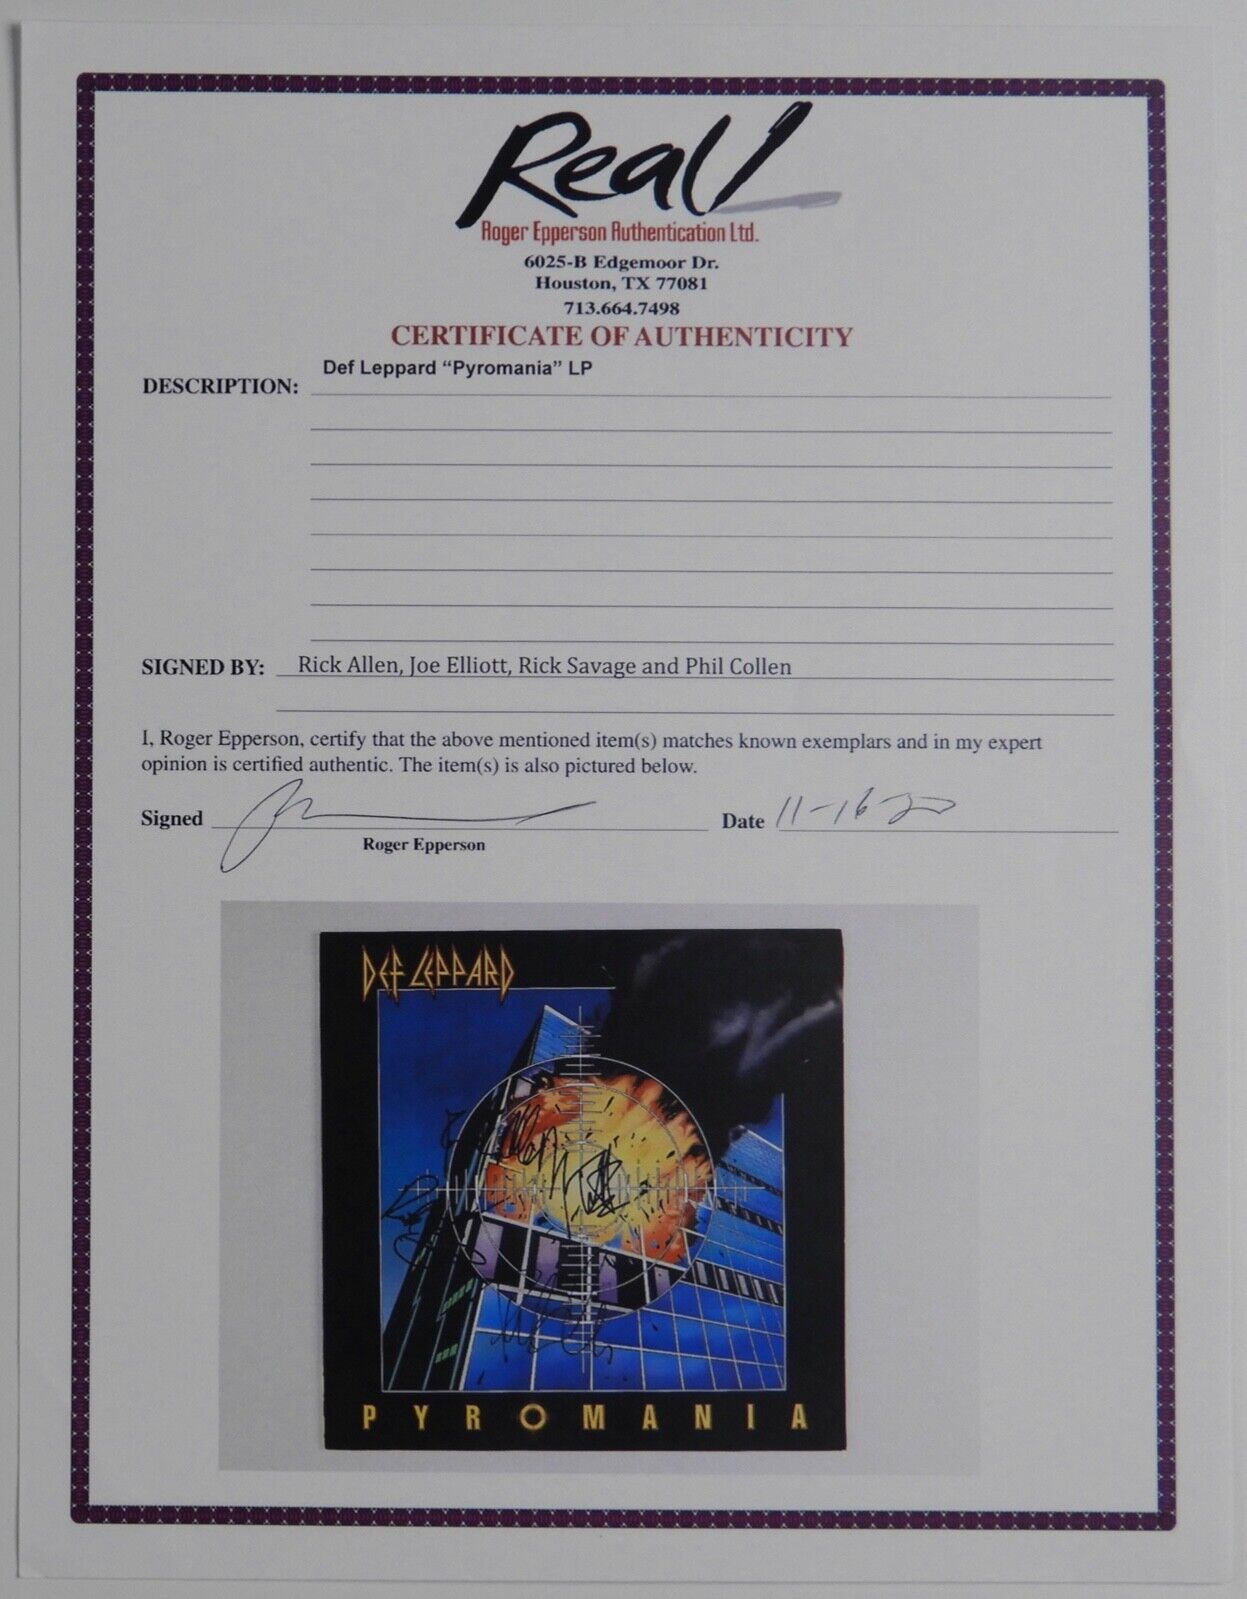 Real!
Roger Epperson Authentication Ltd.
6025-B Edgemoor Dr.
Houston, TX 77081
713.664.7498
CERTIFICATE OF AUTHENTICITY
DESCRIPTION: Def Leppard “Pyromania” LP
SIGNED BY: Rick Allen, Joe Elliott, Rick Savage and Phil Collen
I, Roger Epperson, certify that the above mentioned item(s) matches known exemplars and in my expert
opinion is certified authentic. The item(s) is also pictured below.
Signed Date 11-16-20
Roger Epperson
DEF LEPPARD
PYROMANIA